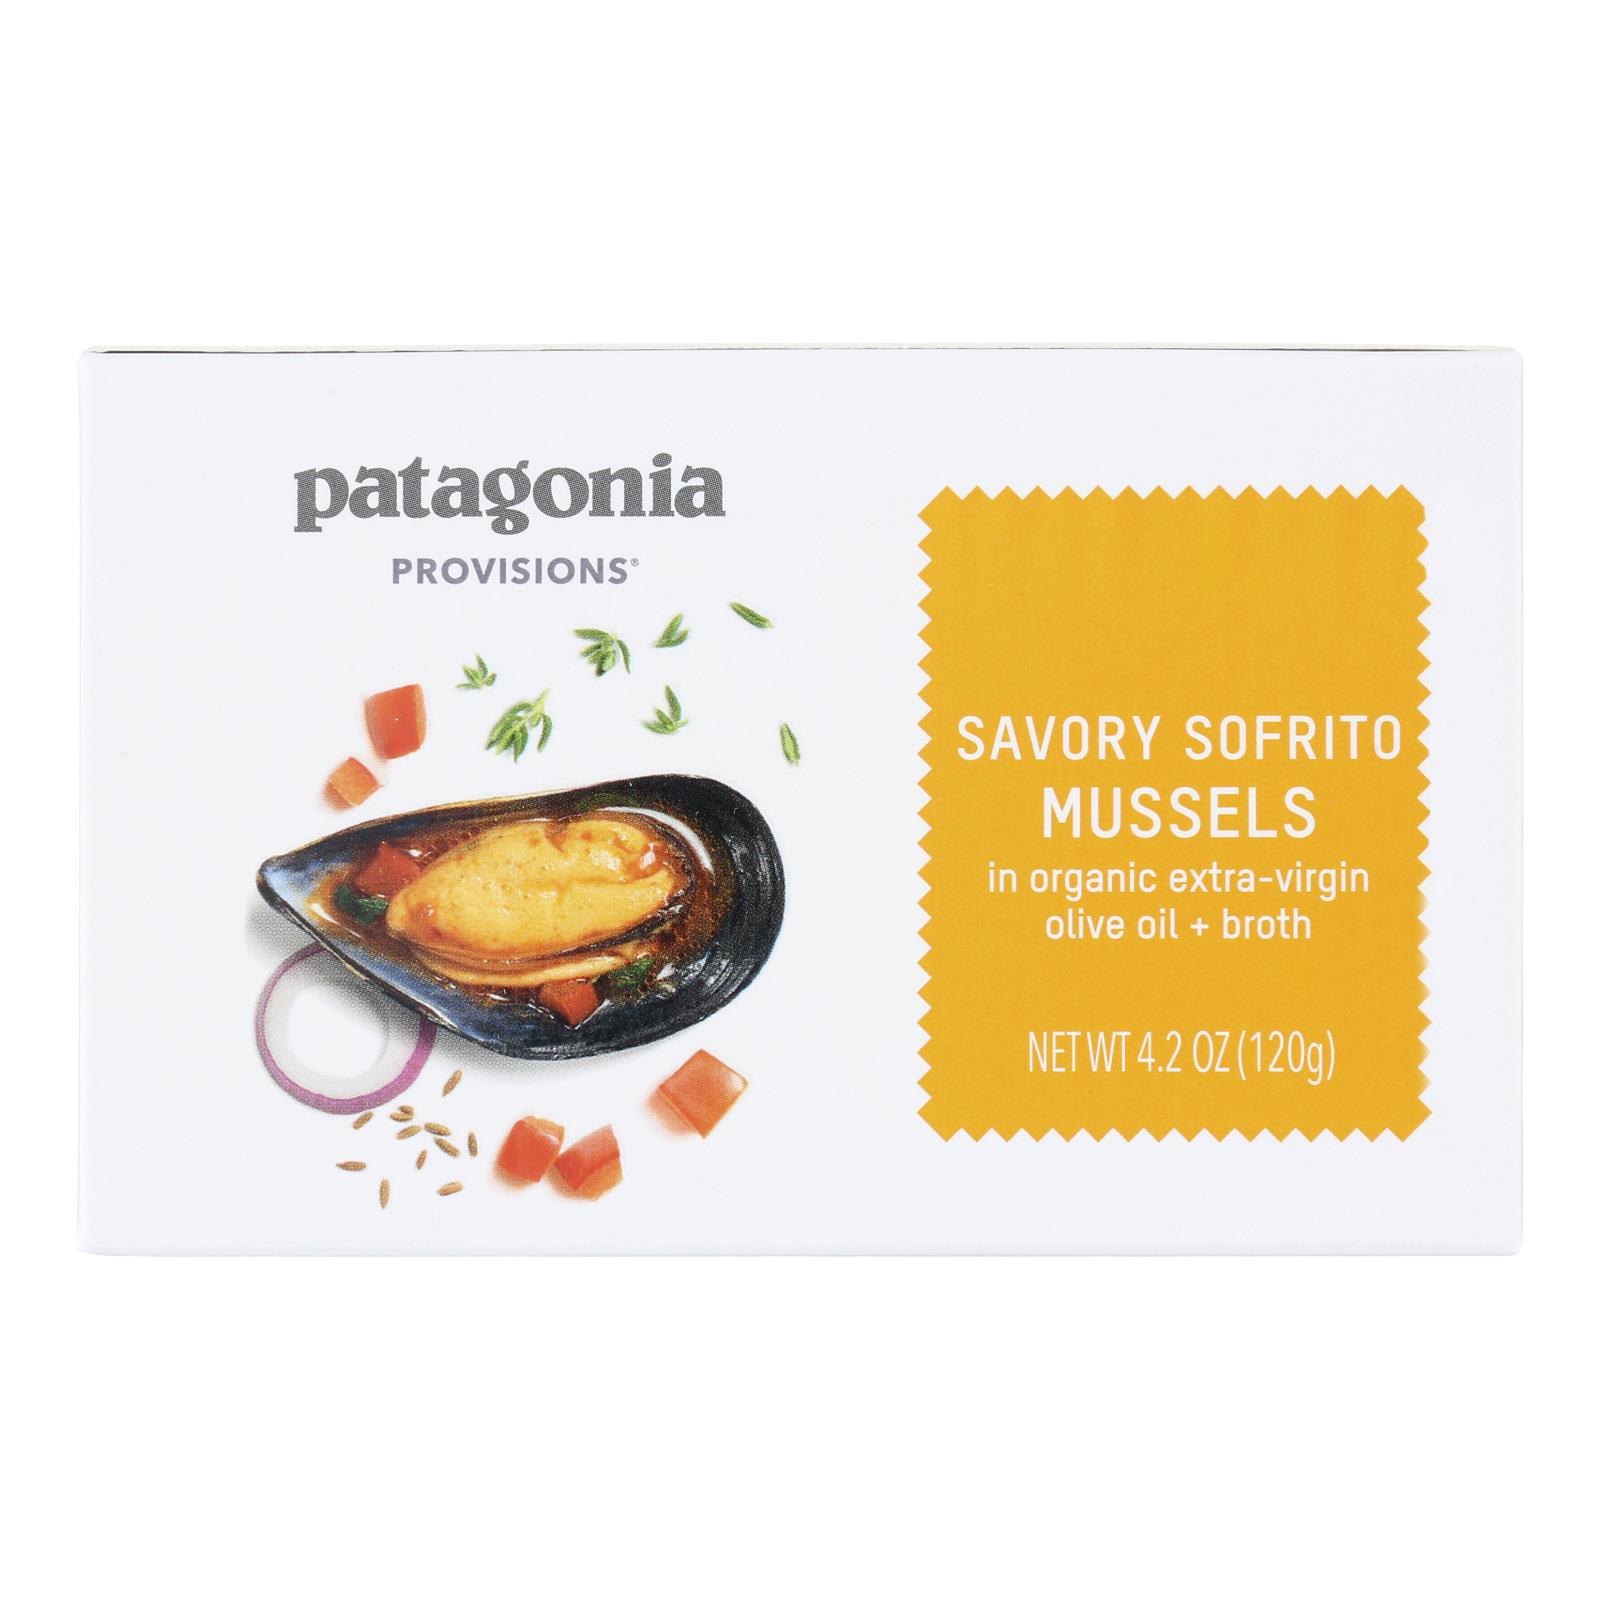 patagonia
PROVISIONS®
SAVORY SOFRITO
MUSSELS
in organic extra-virgin
olive oil + broth
NET WT 4.2 OZ (120g)